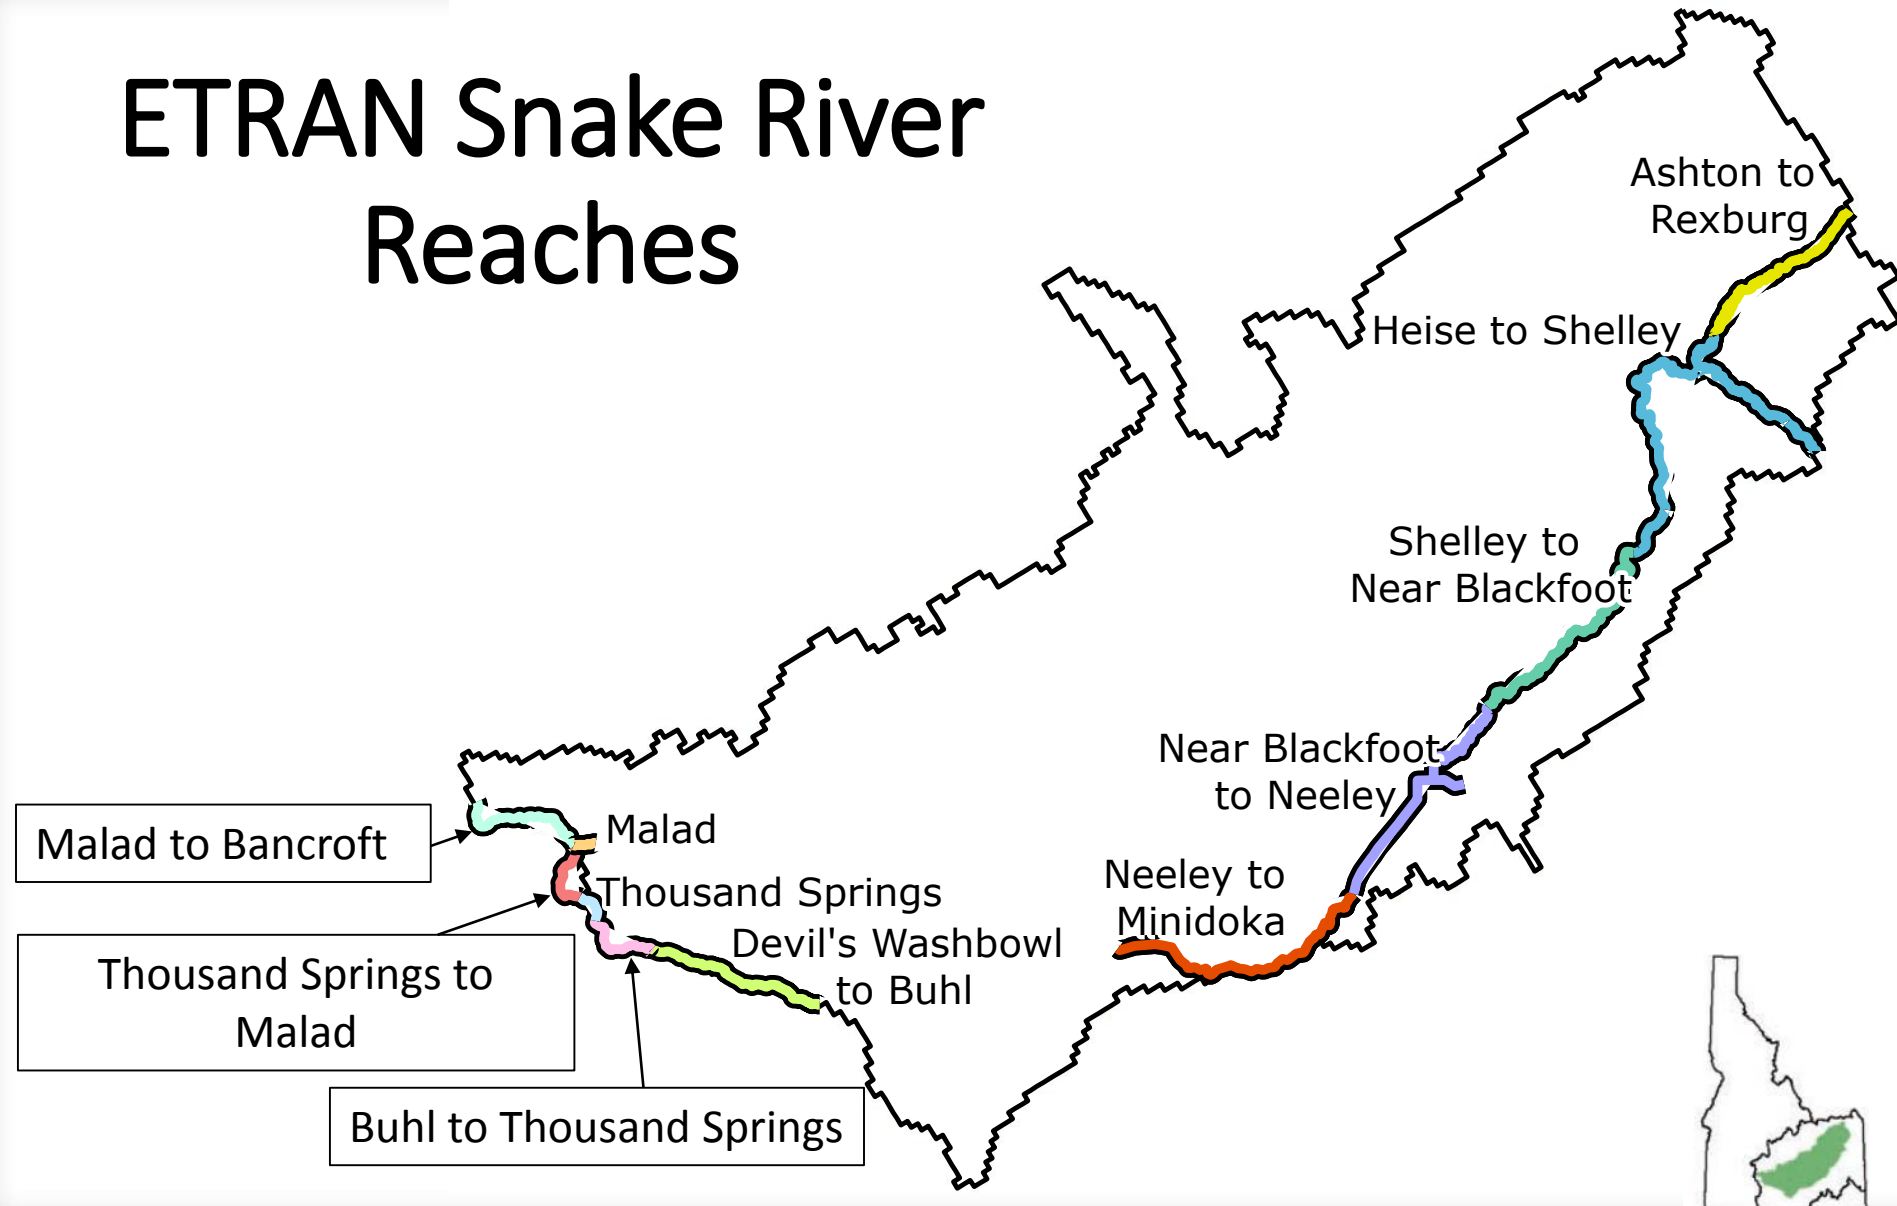 ETRAN Snake River
Reaches
Ashton to
Rexburg
Heise to Shelley
Shelley to
Near Blackfoot
Near Blackfoot
to Neeley
Malad to Bancroft
Malad
Neeley to
Minidoka
Thousand Springs
Devil's Washbowl
to Buhl
Thousand Springs to
Malad
Buhl to Thousand Springs